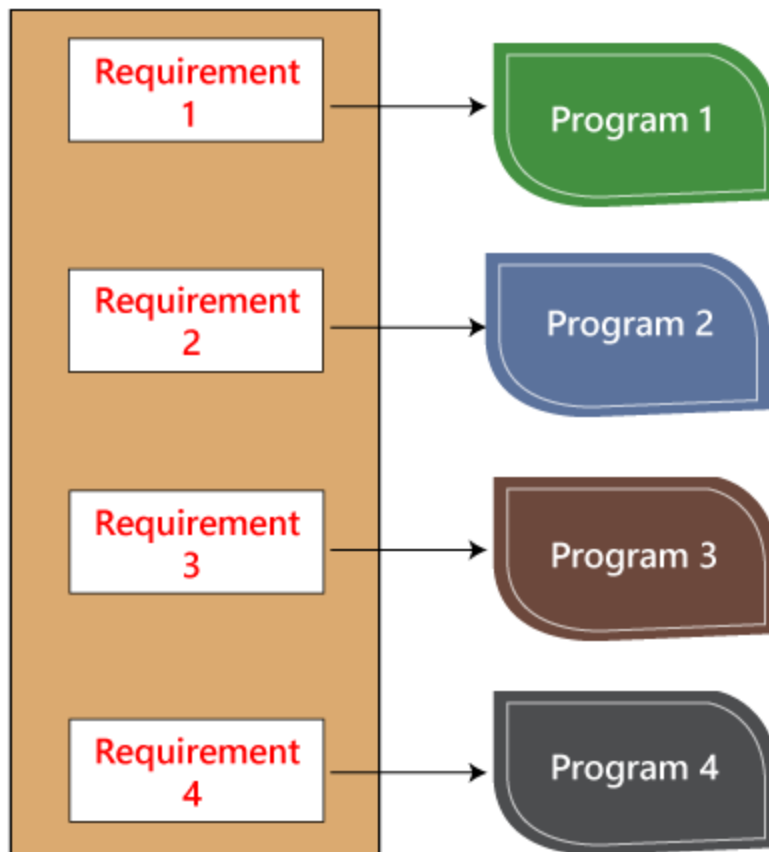 Requirement
1
Program 1
Requirement
2
Program 2
Requirement
3
Program 3
Requirement
4
Program 4